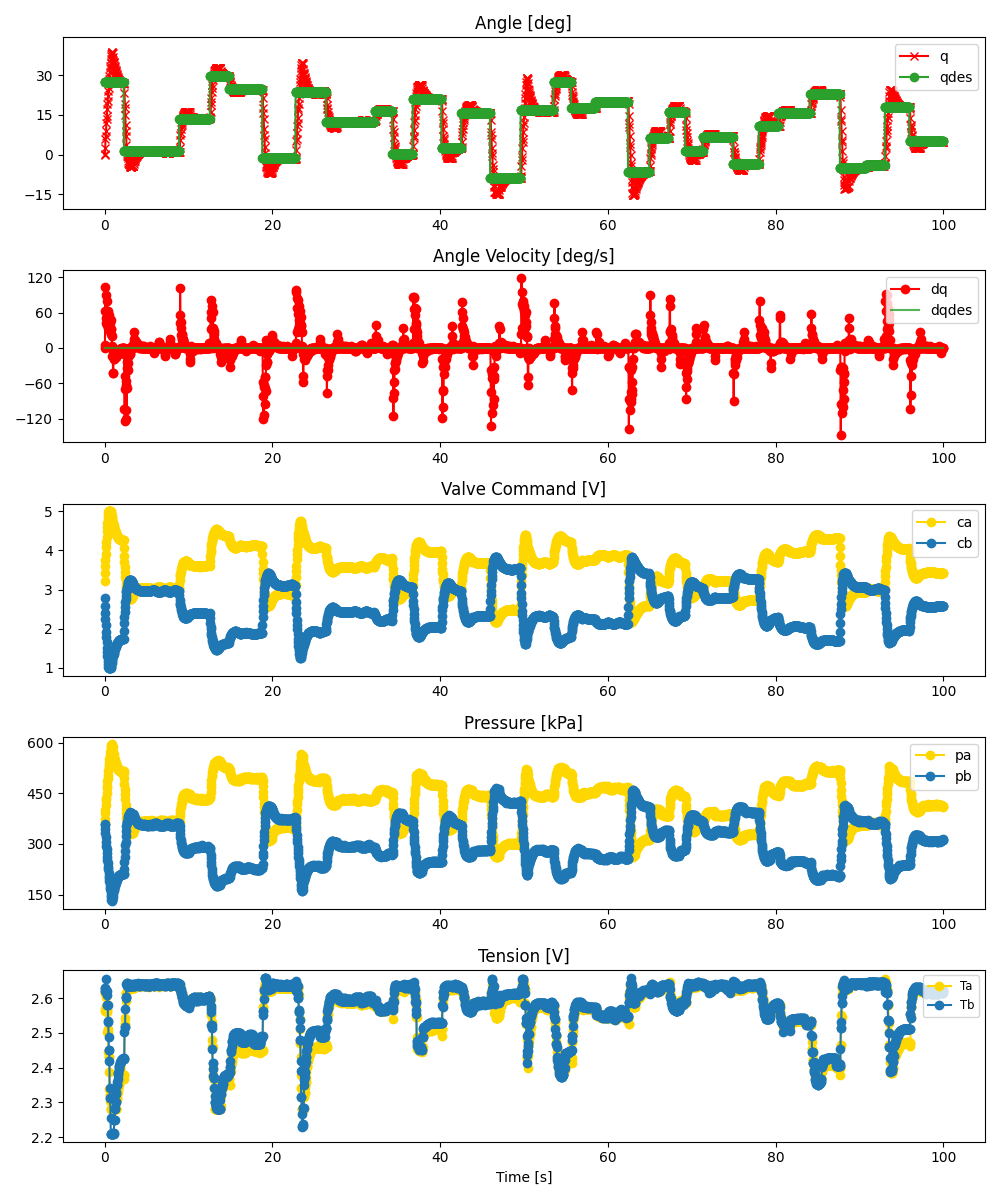 Angle [deg]
30
15
0
−15
q
qdes
0 20 40 60 80 100
Angle Velocity [deg/s]
120
60
0
−60
−120
dq
dqdes
0 20 40 60 80 100
Valve Command [V]
5
4
3
2
1
ca
cb
0 20 40 60 80 100
Pressure [kPa]
600
450
300
150
pa
pb
0 20 40 60 80 100
Tension [V]
2.6
2.5
2.4
2.3
2.2
Ta
Tb
0 20 40 60 80 100
Time [s]